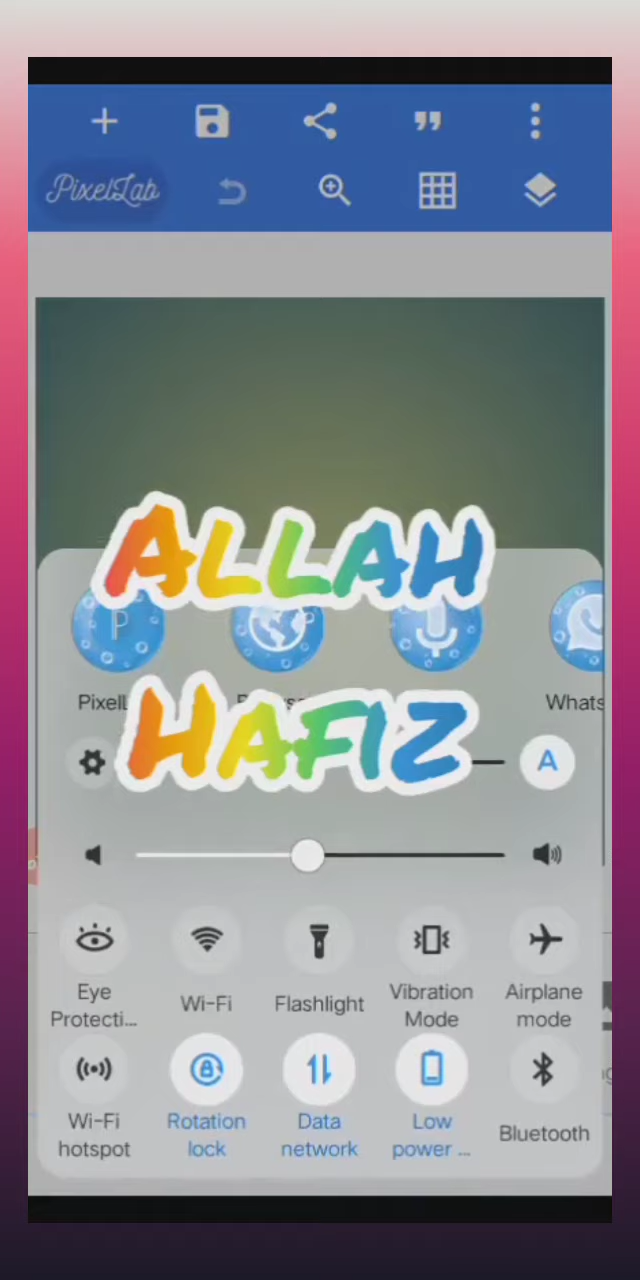 PixelLab
ALLAH
P
Pixell
Whats
HAFIZ
A
Eye
Protecti...
Wi-Fi
Flashlight
Vibration
Mode
Airplane
mode
Wi-Fi
hotspot
Rotation
lock
Data
network
Low
power ...
Bluetooth